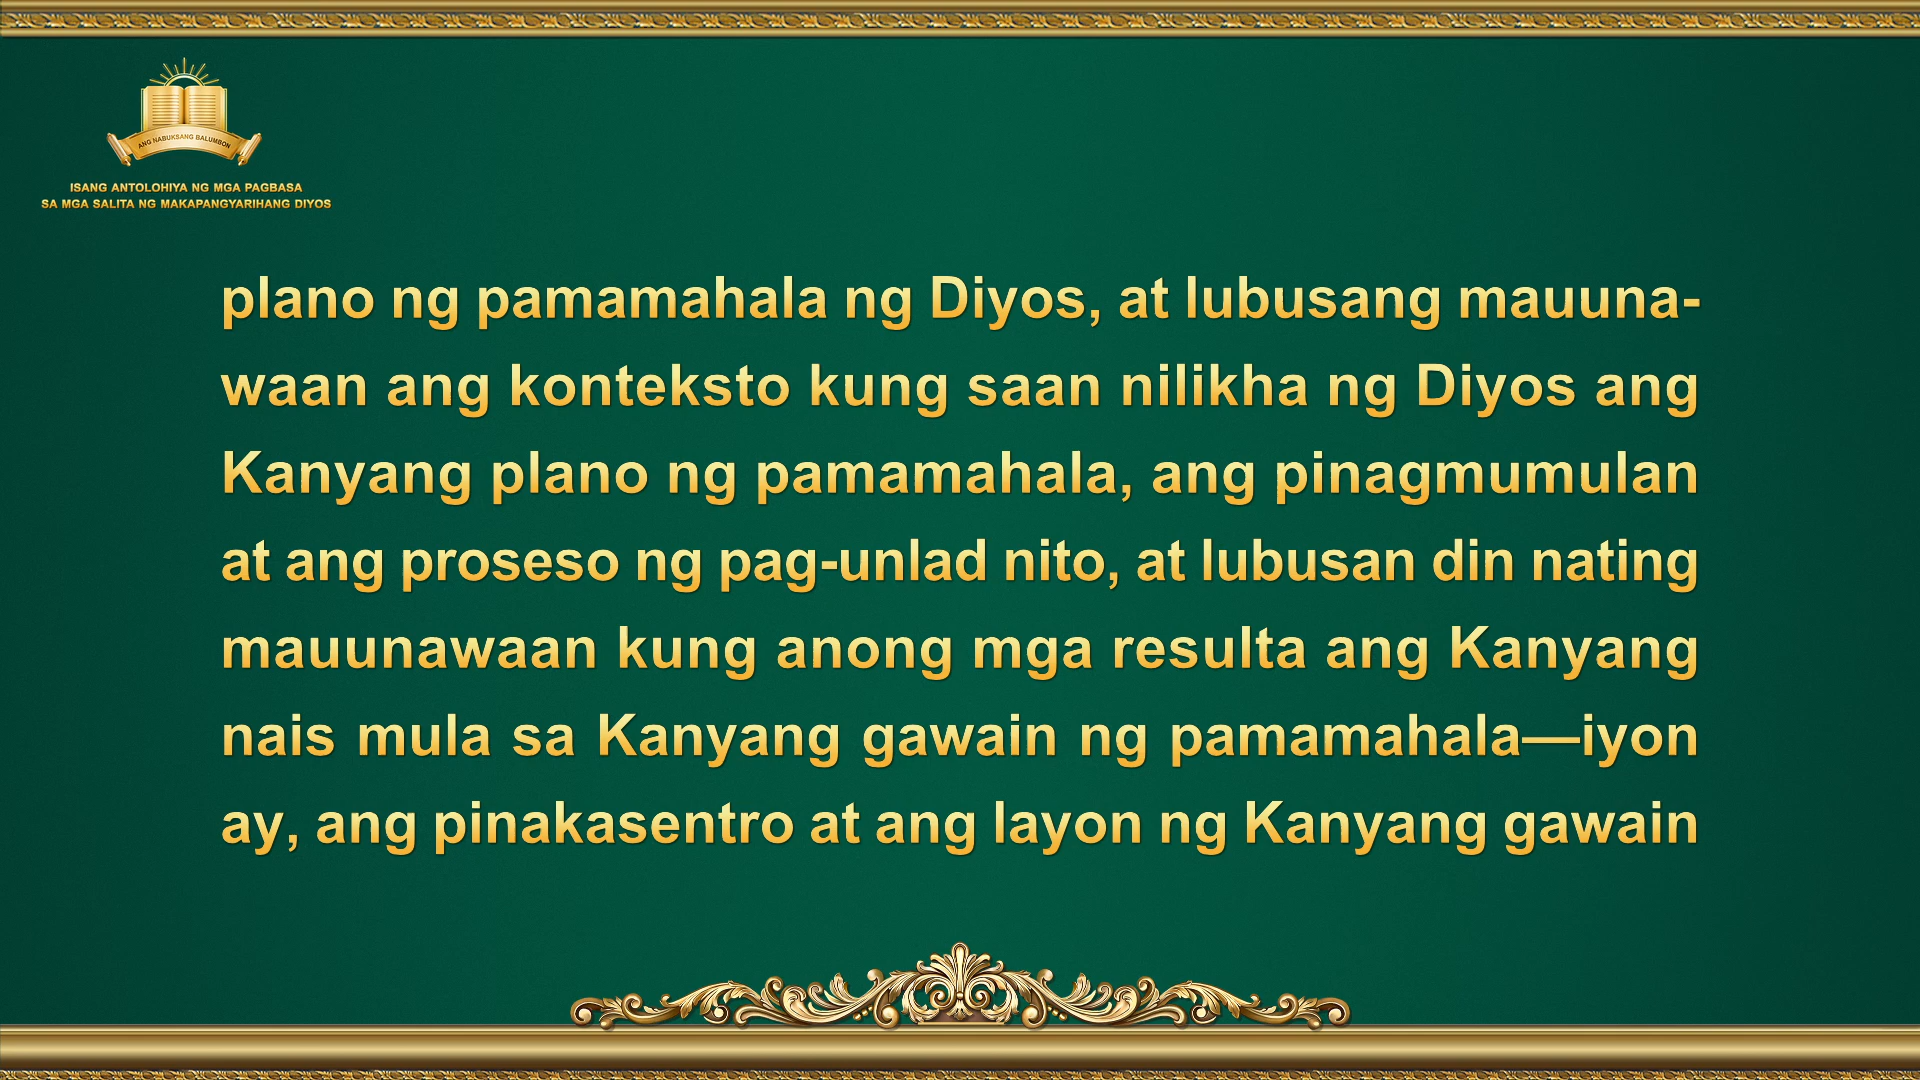 ANG NABUKSANG BALUMBON
ISANG ANTOLOHIYA NG MGA PAGBASA
SA MGA SALITA NG MAKAPANGYARIHANG DIYOS
plano ng pamamahala ng Diyos, at lubusang mauuna-
waan ang konteksto kung saan nilikha ng Diyos ang
Kanyang plano ng pamamahala, ang pinagmumulan
at ang proseso ng pag-unlad nito, at lubusan din nating
mauunawaan kung anong mga resulta ang Kanyang
nais mula sa Kanyang gawain ng pamamahala—iyon
ay, ang pinakasentro at ang layon ng Kanyang gawain